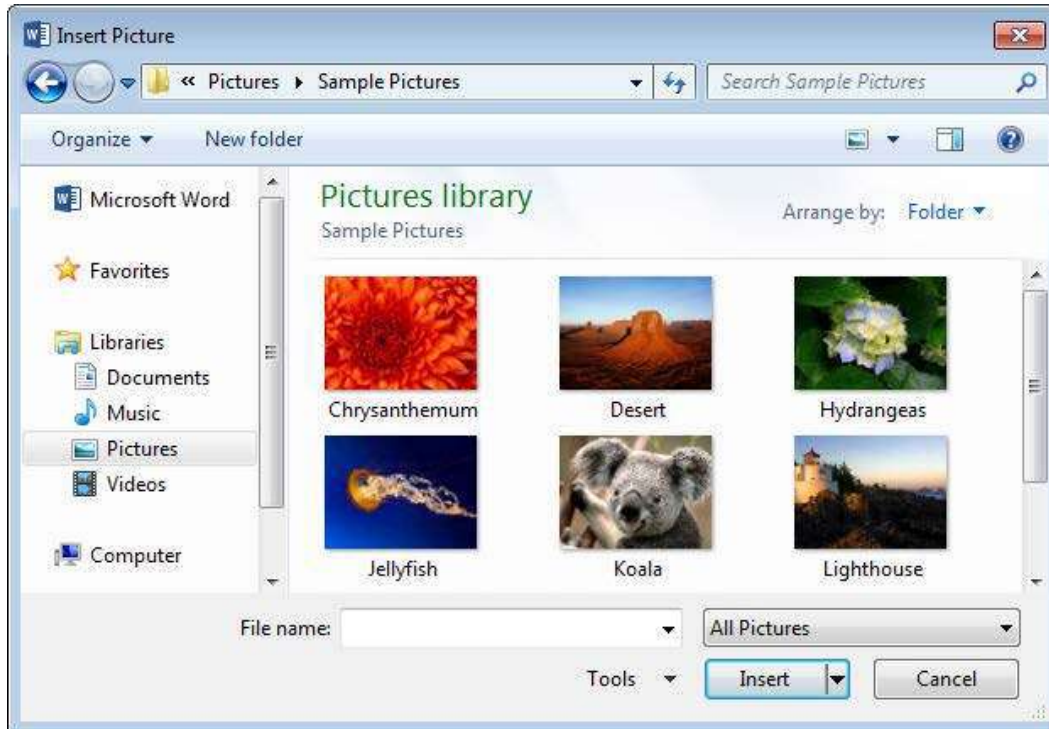 Insert Picture
« Pictures Sample Pictures
Search Sample Pictures
Organize New folder
Microsoft Word
Favorites
Libraries
Documents
Music
Pictures
Videos
Computer
Pictures library
Sample Pictures
Arrange by: Folder
Chrysanthemum Desert Hydrangeas
Jellyfish Koala Lighthouse
File name: All Pictures
Tools Insert Cancel